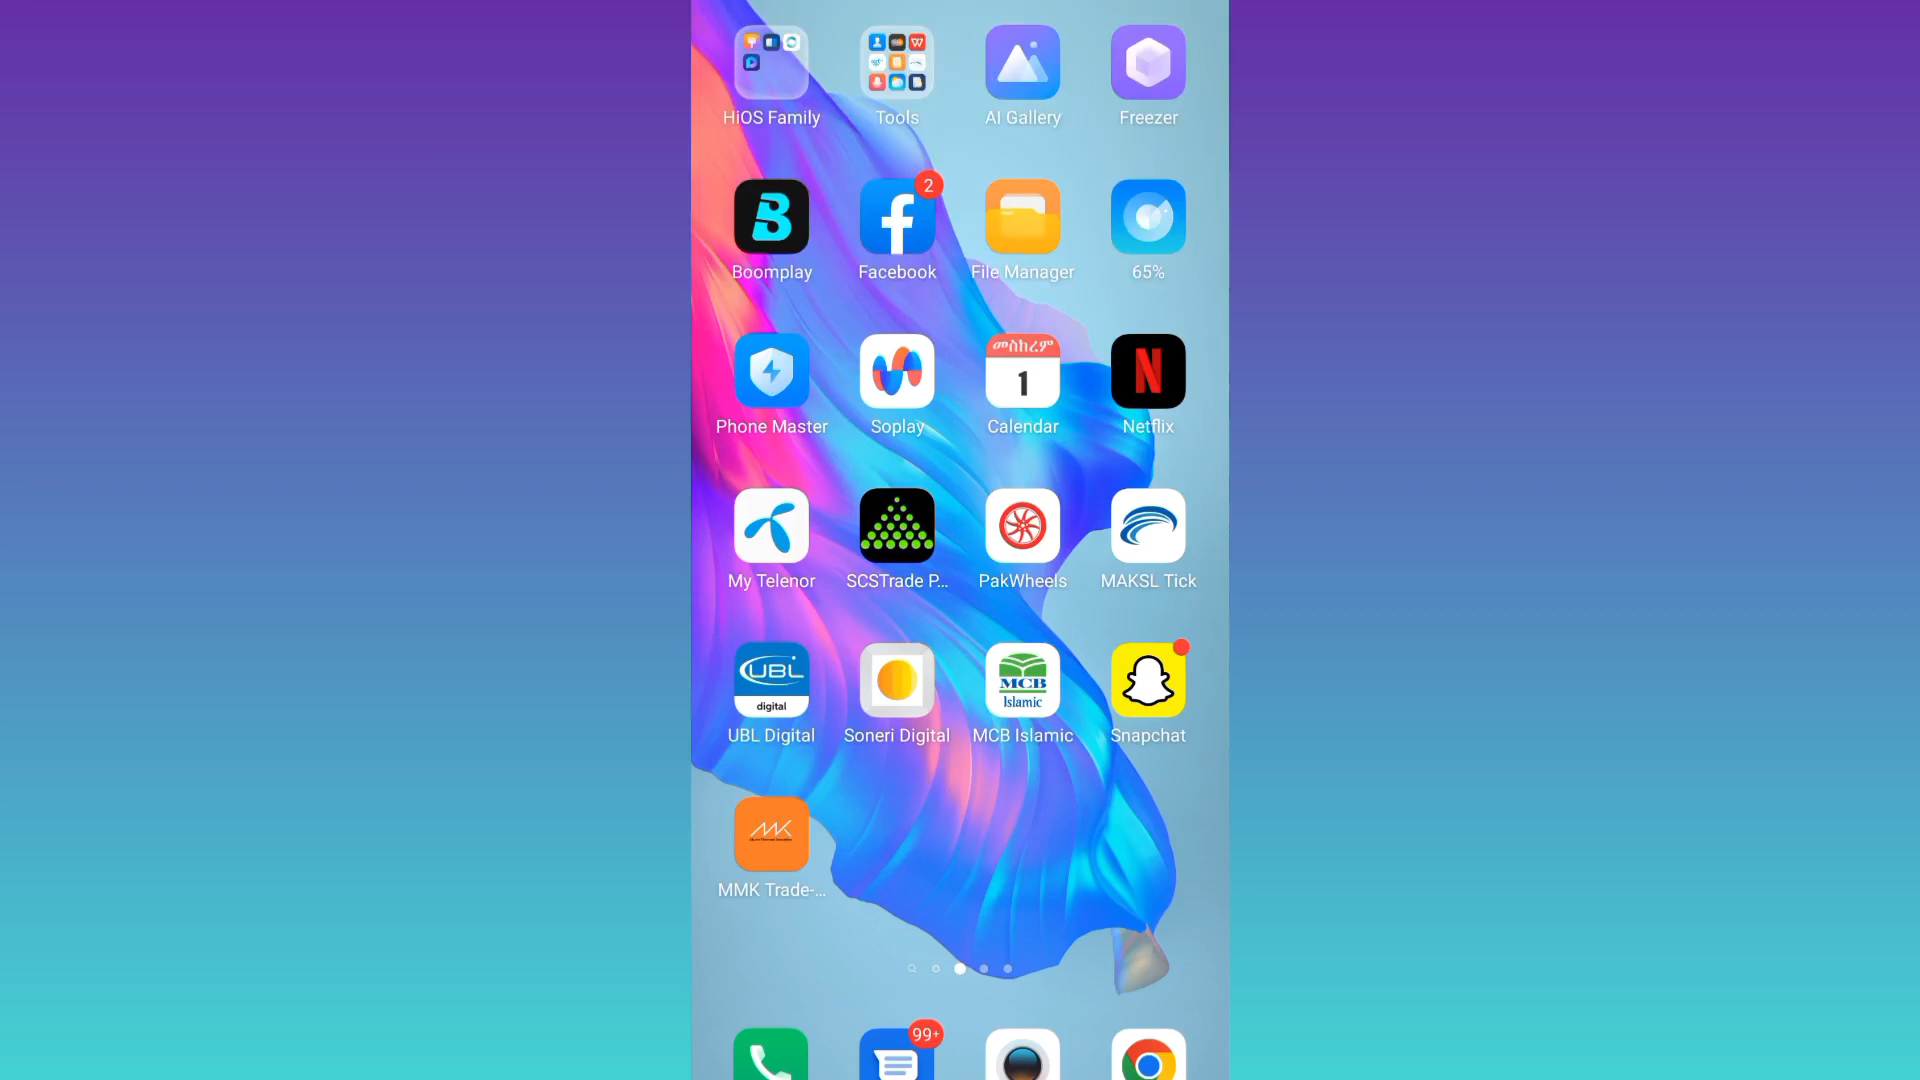 HiOS Family
Tools
AI Gallery
Freezer
2
Boomplay
Facebook
File Manager
65%
መስከረም
1
Phone Master
Soplay
Calendar
Netflix
My Telenor
SCSTrade P...
PakWheels
MAKSL Tick
UBL
digital
MCB
Islamic
UBL Digital
Soneri Digital
MCB Islamic
Snapchat
MMK
MMK Trade-...
99+